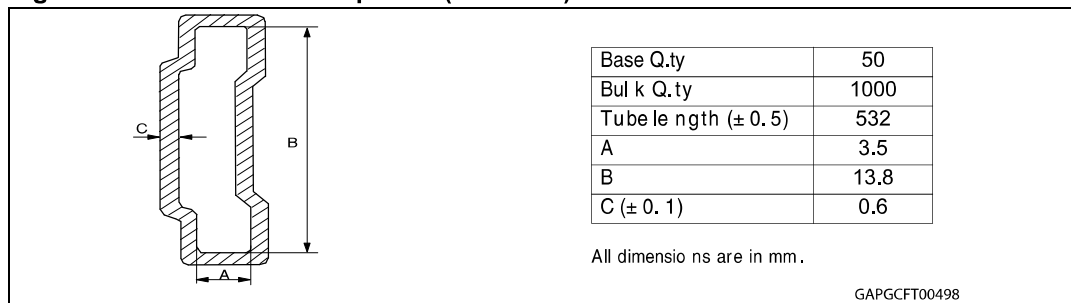 C
B
A
Base Q.ty 50
Bul k Q.ty 1000
Tube le ngth (± 0. 5) 532
A 3.5
B 13.8
C (± 0. 1) 0.6
All dimensio ns are in mm.
GAPGCFT00498